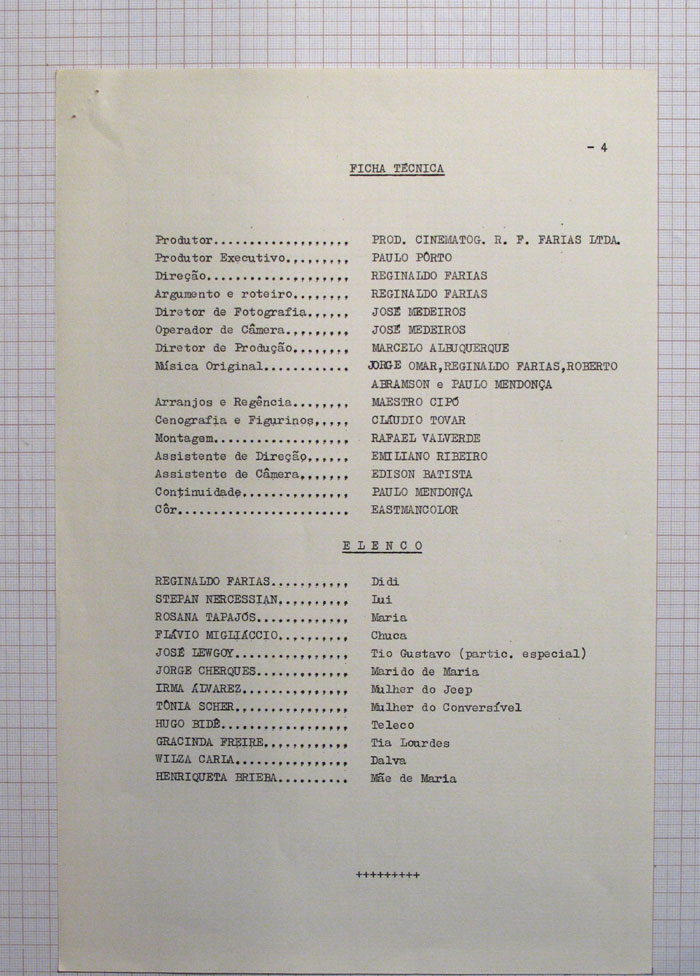 - 4
FICHA TÉCNICA
Produtor................... PROD. CINEMATOG. R. F. FARIAS LTDA.
Produtor Executivo.,,,,,,,, PAULO PÔRTO
Direção.................... REGINALDO FARIAS
Argumento e roteiro........ REGINALDO FARIAS
Diretor de Fotografia...... JOSÉ MEDEIROS
Operador de Câmera......... JOSÉ MEDEIROS
Diretor de Produção........ MARCELO ALBUQUERQUE
Música Original............ JORGE OMAR,REGINALDO FARIAS,ROBERTO
ABRAMSON e PAULO MENDONÇA
Arranjos e Regência........ MAESTRO CIPÓ
Cenografia e Figurinos..... CLÁUDIO TOVAR
Montagem................... RAFAEL VALVERDE
Assistente de Direção...... EMILIANO RIBEIRO
Assistente de Câmera....... EDISON BATISTA
Continuidade............... PAULO MENDONÇA
Côr........................ EASTMANCOLOR
E L E N C O
REGINALDO FARIAS........... Didi
STEPAN NERCESSIAN.......... Lui
ROSANA TAPAJÓS............. Maria
FLÁVIO MIGLIÁCCIO.......... Chuca
JOSÉ LEWGOY................ Tio Gustavo (partic. especial)
JORGE CHERQUES............. Marido de Maria
IRMA ÁLVAREZ............... Mulher do Jeep
TÔNIA SCHER................ Mulher do Conversível
HUGO BIDÊ.................. Teleco
GRACINDA FREIRE............ Tia Lourdes
WILZA CARLA................ Dalva
HENRIQUETA BRIEBA.......... Mãe de Maria
+++++++++